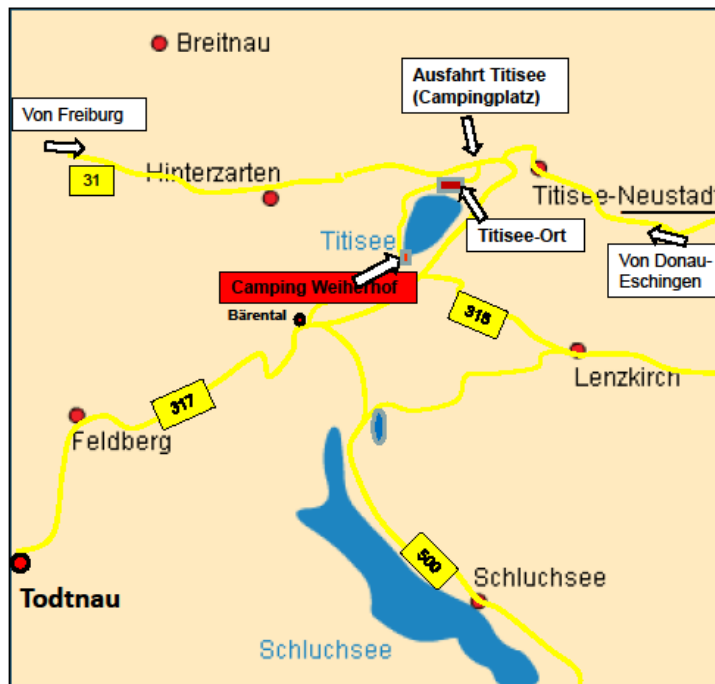 Breitnau
Ausfahrt Titisee
(Campingplatz)
Von Freiburg
31
Hinterzarten
Titisee-Neustadt
Titisee
Titisee-Ort
Von Donau-
Eschingen
Camping Weiherhof
Bärental
315
Lenzkirch
317
Feldberg
500
Schluchsee
Todtnau
Schluchsee